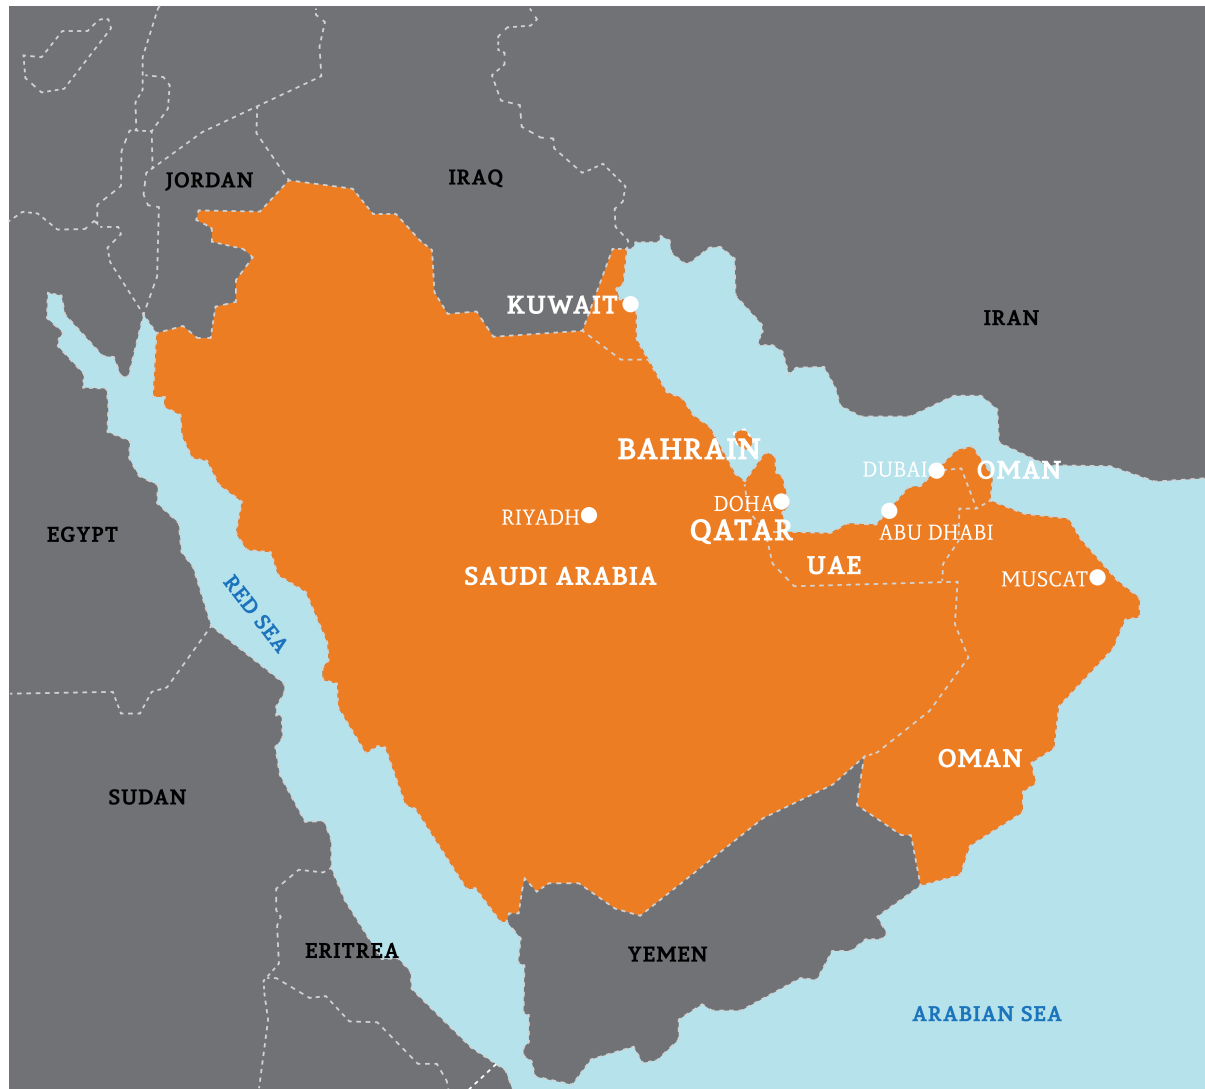 JORDAN
IRAQ
KUWAIT
IRAN
BAHRAIN
DUBAI
OMAN
DOHA
RIYADH
QATAR
ABU DHABI
EGYPT
UAE
SAUDI ARABIA
MUSCAT
RED SEA
OMAN
SUDAN
ERITREA
YEMEN
ARABIAN SEA